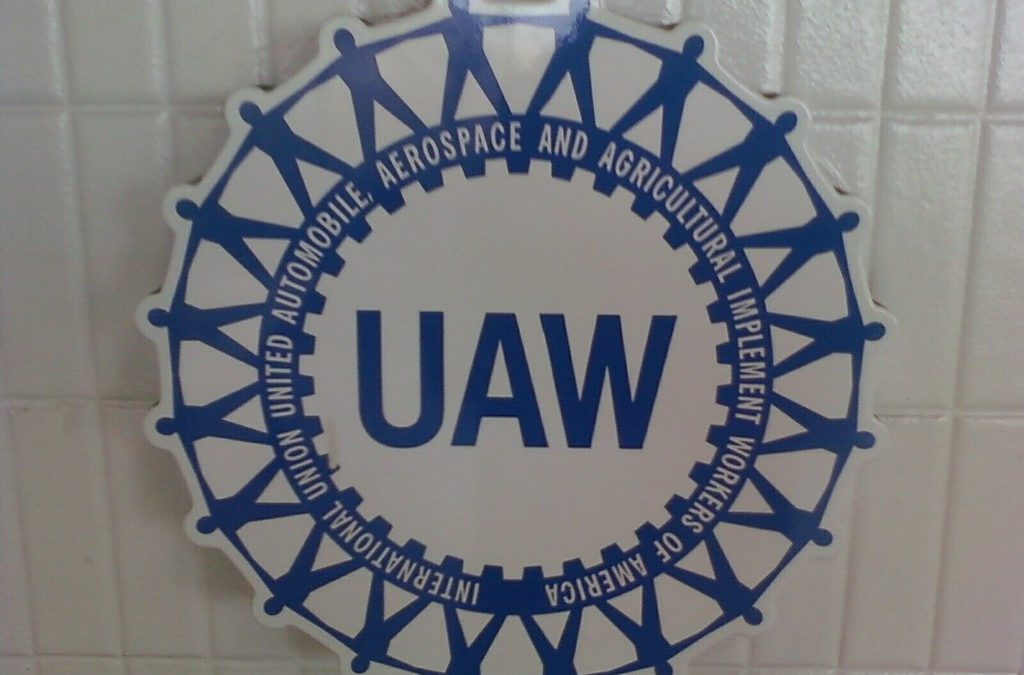 INTERNATIONAL UNION UNITED AUTOMOBILE, AEROSPACE AND AGRICULTURAL IMPLEMENT WORKERS OF AMERICA
UAW